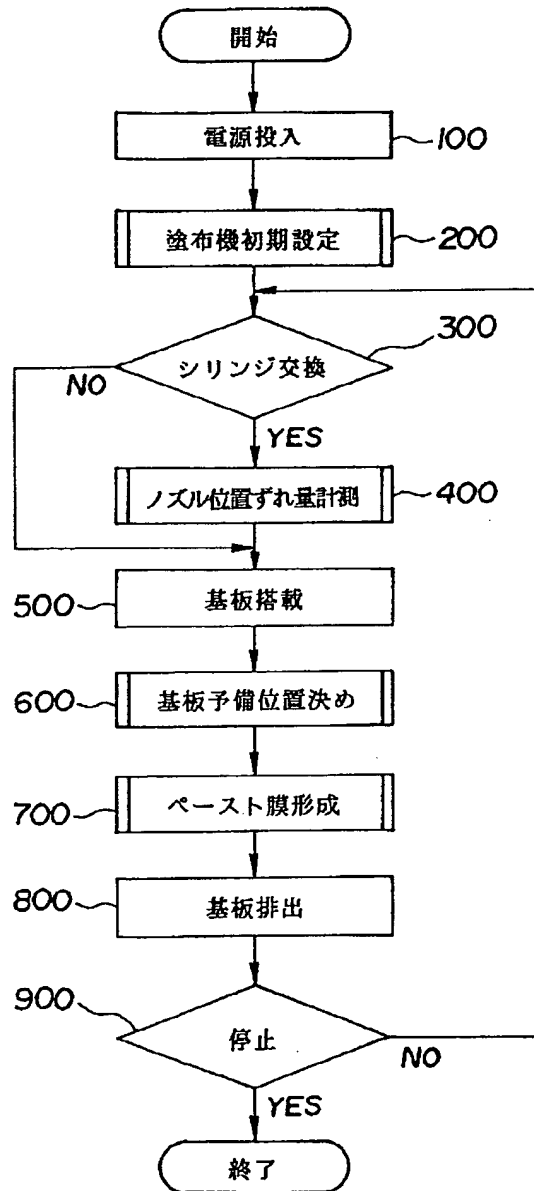 開始
電源投入
100
塗布機初期設定
200
300
シリンジ交換
NO
YES
ノズル位置ずれ量計測
400
500
基板搭載
600
基板予備位置決め
700
ペースト膜形成
800
基板排出
900
停止
NO
YES
終了